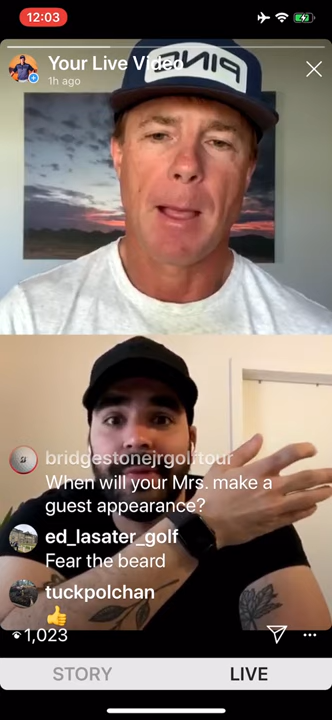 12:03
Your Live Video
1h ago
PING
bridgestonejrgolftour
When will your Mrs. make a
guest appearance?
ed_lasater_golf
Fear the beard
tuckpolchan
👍
1,023
STORY
LIVE